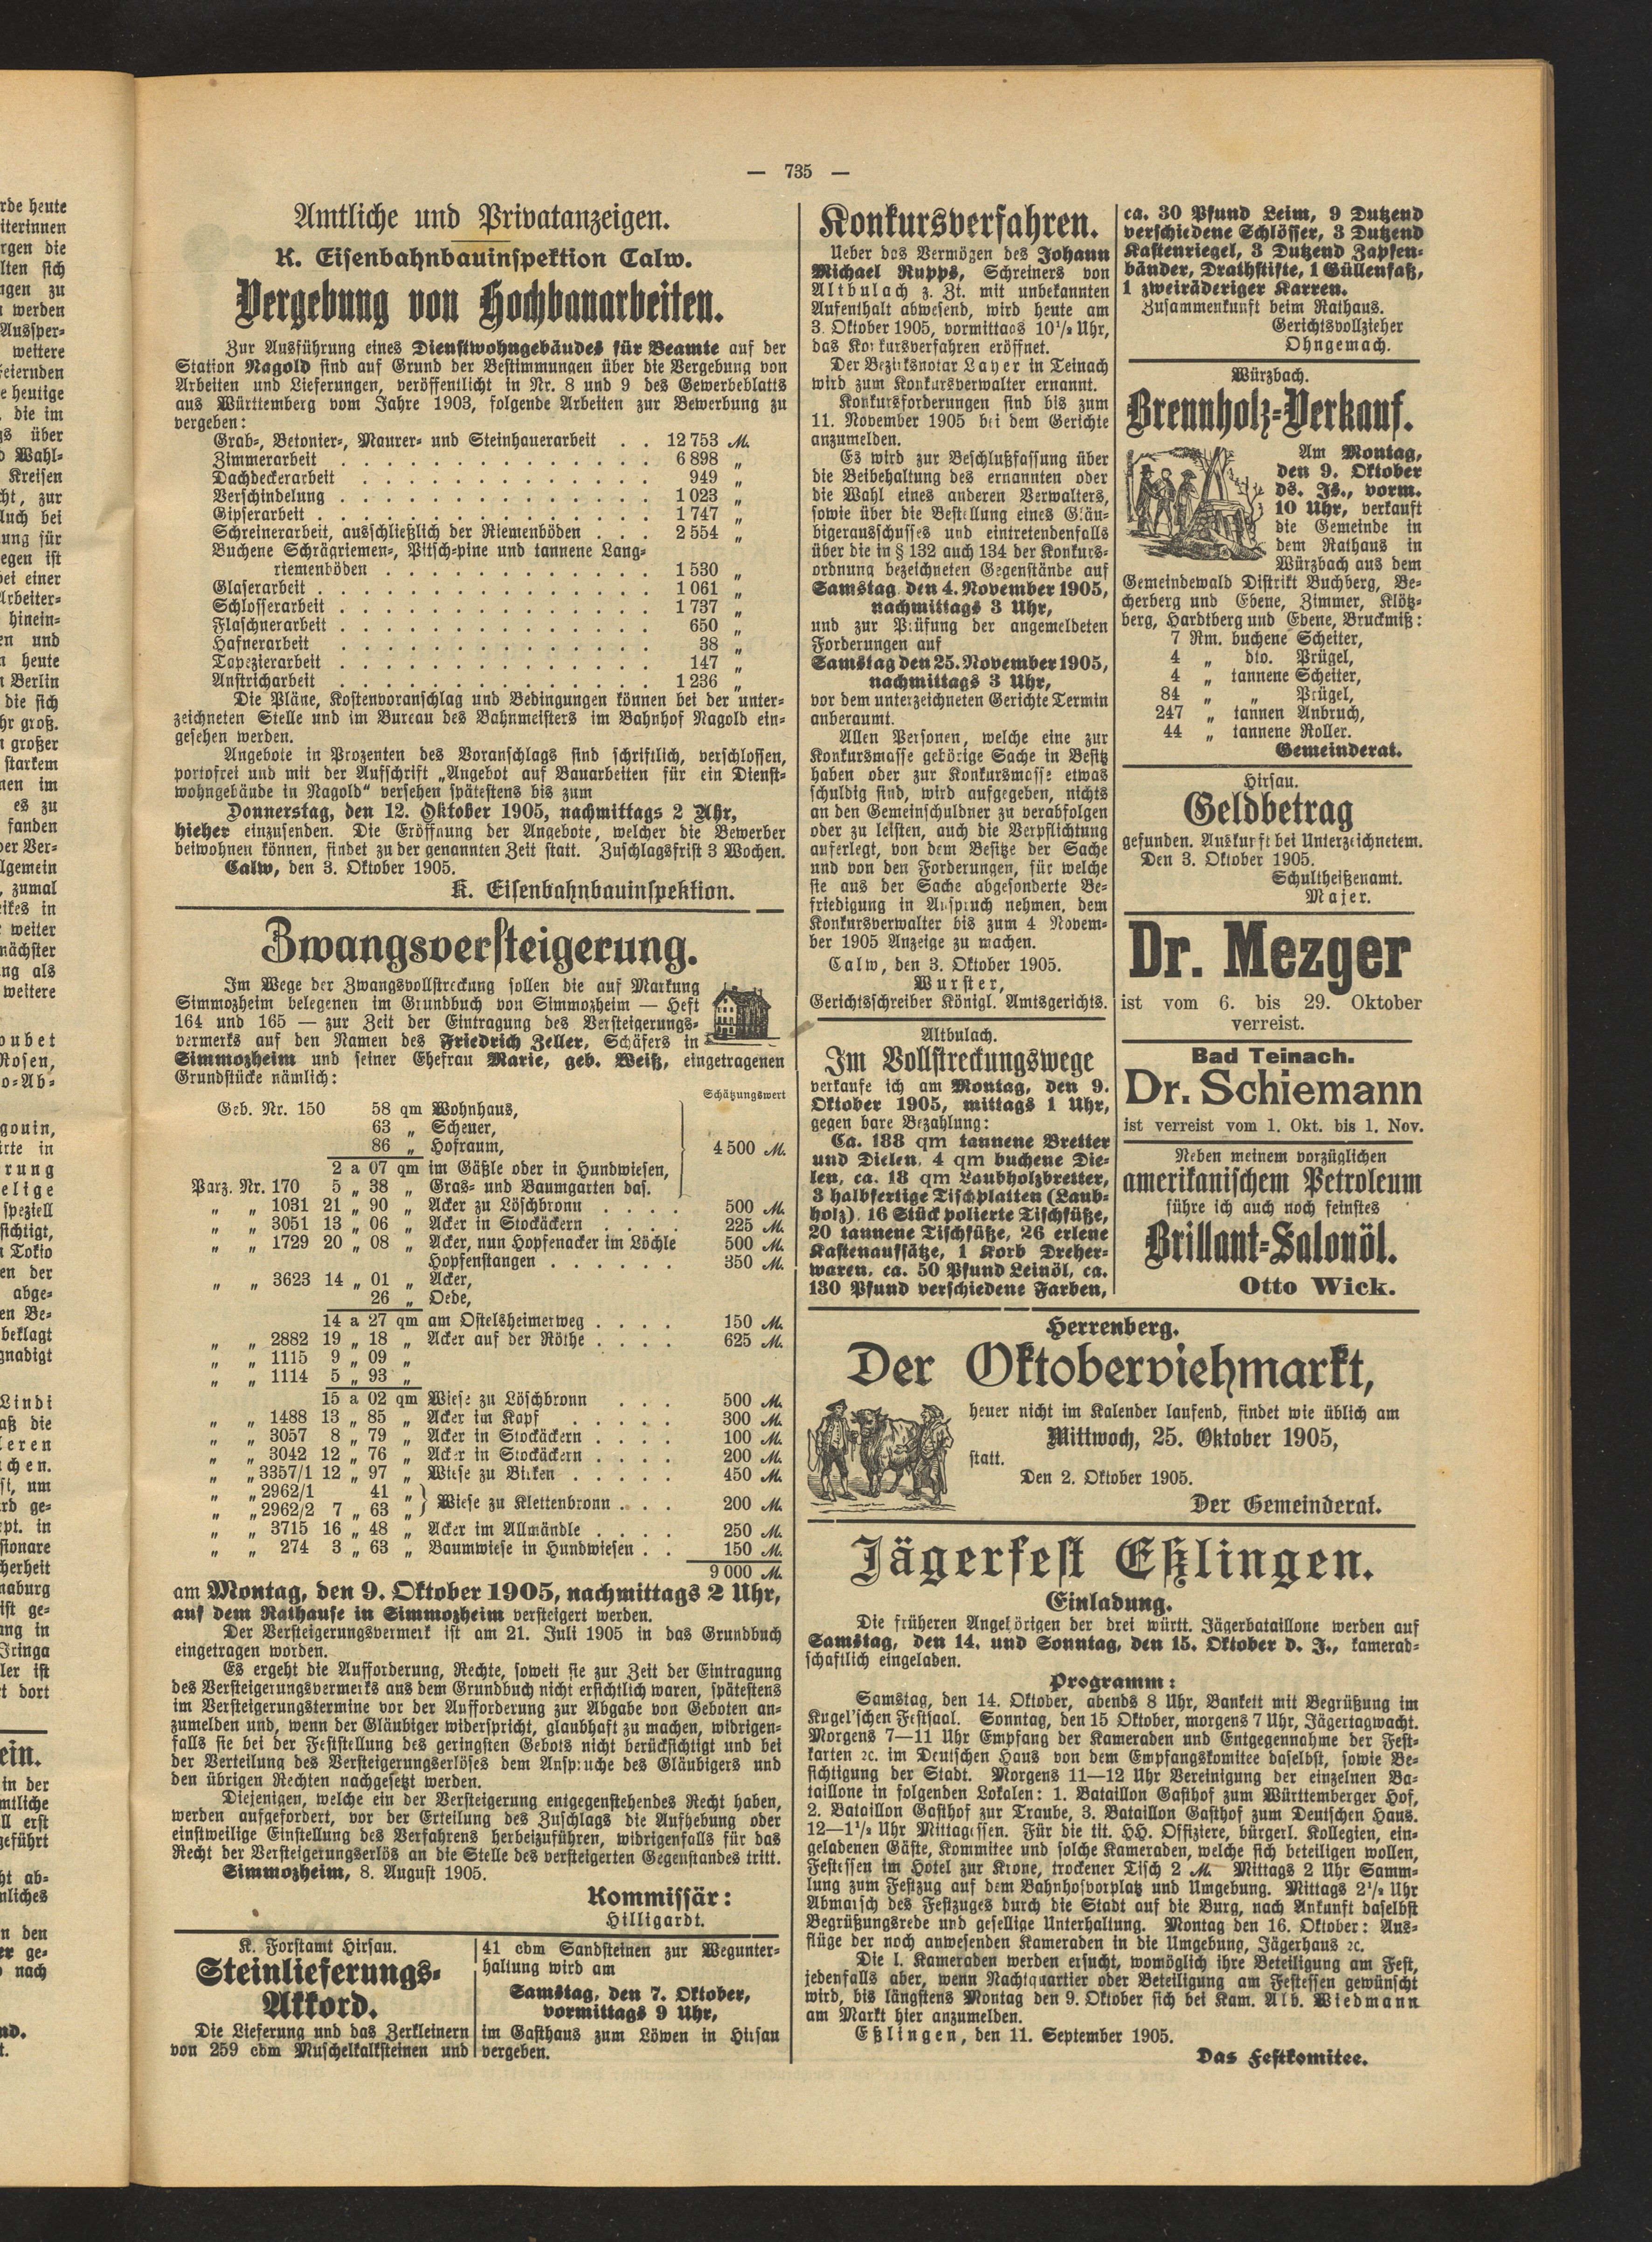 — 735 —
Amtliche und Privatanzeigen.
K. Eisenbahnbauinspektion Calw.
Vergebung von Hochbauarbeiten.
Zur Ausführung eines Dienstwohngebäudes für Beamte auf der
Station Nagold sind auf Grund der Bestimmungen über die Vergebung von
Arbeiten und Lieferungen, veröffentlicht in Nr. 8 und 9 des Gewerbeblatts
aus Württemberg vom Jahre 1903, folgende Arbeiten zur Bewerbung zu
vergeben:
Grab-, Betonier-, Maurer- und Steinhauerarbeit . . 12 753 M.
Zimmerarbeit . . . . . . . . . . . . . . 6 898 „
Dachdeckerarbeit . . . . . . . . . . . . . 949 „
Verschindelung . . . . . . . . . . . . . . 1 023 „
Gipserarbeit . . . . . . . . . . . . . . . 1 747 „
Schreinerarbeit, ausschließlich der Riemenböden . . . 2 554 „
Buchene Schrägriemen-, Pitsch-pine und tannene Lang-
riemenböden . . . . . . . . . . . . 1 530 „
Glaserarbeit . . . . . . . . . . . . . . . 1 061 „
Schlosserarbeit . . . . . . . . . . . . . . 1 737 „
Flaschnerarbeit . . . . . . . . . . . . . . 650 „
Hafnerarbeit . . . . . . . . . . . . . . 38 „
Tapezierarbeit . . . . . . . . . . . . . . 147 „
Anstricharbeit . . . . . . . . . . . . . . 1 236 „
Die Pläne, Kostenvoranschlag und Bedingungen können bei der unter-
zeichneten Stelle und im Bureau des Bahnmeisters im Bahnhof Nagold ein-
gesehen werden.
Angebote in Prozenten des Voranschlags sind schriftlich, verschlossen,
portofrei und mit der Aufschrift „Angebot auf Bauarbeiten für ein Dienst-
wohngebäude in Nagold“ versehen spätestens bis zum
Donnerstag, den 12. Oktober 1905, nachmittags 2 Uhr,
hieher einzusenden. Die Eröffnung der Angebote, welcher die Bewerber
beiwohnen können, findet zu der genannten Zeit statt. Zuschlagsfrist 3 Wochen.
Calw, den 3. Oktober 1905.
K. Eisenbahnbauinspektion.
Zwangsversteigerung.
Im Wege der Zwangsvollstreckung sollen die auf Markung
Simmozheim belegenen im Grundbuch von Simmozheim — Heft
164 und 165 — zur Zeit der Eintragung des Versteigerungs-
vermerks auf den Namen des Friedrich Zeller, Schäfers in
Simmozheim und seiner Ehefrau Marie, geb. Weiß, eingetragenen
Grundstücke nämlich:
Schätzungswert
Geb. Nr. 150 58 qm Wohnhaus,
63 „ Scheuer,
86 „ Hofraum, 4 500 M.
2 a 07 qm im Gäßle oder in Hundwiesen,
Parz. Nr. 170 5 „ 38 „ Gras- und Baumgarten das.
„ „ 1031 21 „ 90 „ Acker zu Löschbronn . . . . 500 M.
„ „ 3051 13 „ 06 „ Acker in Stockäckern . . . . 225 M.
„ „ 1729 20 „ 08 „ Acker, nun Hopfenacker im Löchle 500 M.
Hopfenstangen . . . . . . 350 M.
„ „ 3623 14 „ 01 „ Acker,
26 „ Oede,
14 a 27 qm am Ostelsheimerweg . . . . 150 M.
„ „ 2882 19 „ 18 „ Acker auf der Röthe . . . . 625 M.
„ „ 1115 9 „ 09 „
„ „ 1114 5 „ 93 „
15 a 02 qm Wiese zu Löschbronn . . . 500 M.
„ „ 1488 13 „ 85 „ Acker im Kapf . . . . . 300 M.
„ „ 3057 8 „ 79 „ Acker in Stockäckern . . . . 100 M.
„ „ 3042 12 „ 76 „ Acker in Stockäckern . . . . 200 M.
„ „ 3357/1 12 „ 97 „ Wiese zu Birken . . . . . 450 M.
„ „ 2962/1 41 „
„ „ 2962/2 7 „ 63 „ } Wiese zu Klettenbronn . . . 200 M.
„ „ 3715 16 „ 48 „ Acker im Allmändle . . . . 250 M.
„ „ 274 3 „ 63 „ Baumwiese in Hundwiesen . . 150 M.
9 000 M.
am Montag, den 9. Oktober 1905, nachmittags 2 Uhr,
auf dem Rathause in Simmozheim versteigert werden.
Der Versteigerungsvermerk ist am 21. Juli 1905 in das Grundbuch
eingetragen worden.
Es ergeht die Aufforderung, Rechte, soweit sie zur Zeit der Eintragung
des Versteigerungsvermerks aus dem Grundbuch nicht ersichtlich waren, spätestens
im Versteigerungstermine vor der Aufforderung zur Abgabe von Geboten an-
zumelden und, wenn der Gläubiger widerspricht, glaubhaft zu machen, widrigen-
falls sie bei der Feststellung des geringsten Gebots nicht berücksichtigt und bei
der Verteilung des Versteigerungserlöses dem Anspruche des Gläubigers und
den übrigen Rechten nachgesetzt werden.
Diejenigen, welche ein der Versteigerung entgegenstehendes Recht haben,
werden aufgefordert, vor der Erteilung des Zuschlags die Aufhebung oder
einstweilige Einstellung des Verfahrens herbeizuführen, widrigenfalls für das
Recht der Versteigerungserlös an die Stelle des versteigerten Gegenstandes tritt.
Simmozheim, 8. August 1905.
Kommissär:
Hilligardt.
K. Forstamt Hirsau.
Steinlieferungs-
Akkord.
Die Lieferung und das Zerkleinern
von 259 cbm Muschelkalksteinen und
41 cbm Sandsteinen zur Wegunter-
haltung wird am
Samstag, den 7. Oktober,
vormittags 9 Uhr,
im Gasthaus zum Löwen in Hirsau
vergeben.
Konkursverfahren.
Ueber das Vermögen des Johann
Michael Rupps, Schreiners von
Altbulach z. Zt. mit unbekannten
Aufenthalt abwesend, wird heute am
3. Oktober 1905, vormittags 10½ Uhr,
das Konkursverfahren eröffnet.
Der Bezirksnotar Layer in Teinach
wird zum Konkursverwalter ernannt.
Konkursforderungen sind bis zum
11. November 1905 bei dem Gerichte
anzumelden.
Es wird zur Beschlußfassung über
die Beibehaltung des ernannten oder
die Wahl eines anderen Verwalters,
sowie über die Bestellung eines Gläu-
bigerausschusses und eintretendenfalls
über die in § 132 auch 134 der Konkurs-
ordnung bezeichneten Gegenstände auf
Samstag den 4. November 1905,
nachmittags 3 Uhr,
und zur Prüfung der angemeldeten
Forderungen auf
Samstag den 25. November 1905,
nachmittags 3 Uhr,
vor dem unterzeichneten Gerichte Termin
anberaumt.
Allen Personen, welche eine zur
Konkursmasse gehörige Sache in Besitz
haben oder zur Konkursmasse etwas
schuldig sind, wird aufgegeben, nichts
an den Gemeinschuldner zu verabfolgen
oder zu leisten, auch die Verpflichtung
auferlegt, von dem Besitze der Sache
und von den Forderungen, für welche
sie aus der Sache abgesonderte Be-
friedigung in Anspruch nehmen, dem
Konkursverwalter bis zum 4 Novem-
ber 1905 Anzeige zu machen.
Calw, den 3. Oktober 1905.
Wurster,
Gerichtsschreiber Königl. Amtsgerichts.
Altbulach.
Im Vollstreckungswege
verkaufe ich am Montag, den 9.
Oktober 1905, mittags 1 Uhr,
gegen bare Bezahlung:
Ca. 188 qm tannene Bretter
und Dielen, 4 qm buchene Die-
len, ca. 18 qm Laubholzbretter,
3 halbfertige Tischplatten (Laub-
holz), 16 Stück polierte Tischfüße,
20 tannene Tischfüße, 26 erlene
Kastenaufsätze, 1 Korb Dreher-
waren, ca. 50 Pfund Leinöl, ca.
130 Pfund verschiedene Farben,
ca. 30 Pfund Leim, 9 Dutzend
verschiedene Schlösser, 3 Dutzend
Kastenriegel, 3 Dutzend Zapfen-
bänder, Drathstifte, 1 Güllenfaß,
1 zweiräderiger Karren.
Zusammenkunft beim Rathaus.
Gerichtsvollzieher
Ohngemach.
Würzbach.
Brennholz-Verkauf.
Am Montag,
den 9. Oktober
ds. Js., vorm.
10 Uhr, verkauft
die Gemeinde in
dem Rathaus in
Würzbach aus dem
Gemeindewald Distrikt Buchberg, Be-
cherberg und Ebene, Zimmer, Klötz-
berg, Hardtberg und Ebene, Bruckmiß:
7 Rm. buchene Scheiter,
4 „ dto. Prügel,
4 „ tannene Scheiter,
84 „ „ Prügel,
247 „ tannen Anbruch,
44 „ tannene Roller.
Gemeinderat.
Hirsau.
Geldbetrag
gefunden. Auskunft bei Unterzeichnetem.
Den 3. Oktober 1905.
Schultheißenamt.
Majer.
Dr. Mezger
ist vom 6. bis 29. Oktober
verreist.
Bad Teinach.
Dr. Schiemann
ist verreist vom 1. Okt. bis 1. Nov.
Neben meinem vorzüglichen
amerikanischem Petroleum
führe ich auch noch feinstes
Brillant-Salonöl.
Otto Wick.
Herrenberg.
Der Oktoberviehmarkt,
heuer nicht im Kalender laufend, findet wie üblich am
Mittwoch, 25. Oktober 1905,
statt.
Den 2. Oktober 1905.
Der Gemeinderat.
Jägerfest Eßlingen.
Einladung.
Die früheren Angehörigen der drei württ. Jägerbataillone werden auf
Samstag, den 14. und Sonntag, den 15. Oktober d. J., kamerad-
schaftlich eingeladen.
Programm:
Samstag, den 14. Oktober, abends 8 Uhr, Bankett mit Begrüßung im
Kugel'schen Festsaal. Sonntag, den 15 Oktober, morgens 7 Uhr, Jägertagwacht.
Morgens 7—11 Uhr Empfang der Kameraden und Entgegennahme der Fest-
karten ꝛc. im Deutschen Haus von dem Empfangskomitee daselbst, sowie Be-
sichtigung der Stadt. Morgens 11—12 Uhr Vereinigung der einzelnen Ba-
taillone in folgenden Lokalen: 1. Bataillon Gasthof zum Württemberger Hof,
2. Bataillon Gasthof zur Traube, 3. Bataillon Gasthof zum Deutschen Haus.
12—1½ Uhr Mittagessen. Für die tit. HH. Offiziere, bürgerl. Kollegien, ein-
geladenen Gäste, Kommitee und solche Kameraden, welche sich beteiligen wollen,
Festessen im Hotel zur Krone, trockener Tisch 2 M. Mittags 2 Uhr Samm-
lung zum Festzug auf dem Bahnhofvorplatz und Umgebung. Mittags 2½ Uhr
Abmarsch des Festzuges durch die Stadt auf die Burg, nach Ankunft daselbst
Begrüßungsrede und gesellige Unterhaltung. Montag den 16. Oktober: Aus-
flüge der noch anwesenden Kameraden in die Umgebung, Jägerhaus ꝛc.
Die l. Kameraden werden ersucht, womöglich ihre Beteiligung am Fest,
jedenfalls aber, wenn Nachtquartier oder Beteiligung am Festessen gewünscht
wird, bis längstens Montag den 9. Oktober sich bei Kam. Alb. Wiedmann
am Markt hier anzumelden.
Eßlingen, den 11. September 1905.
Das Festkomitee.